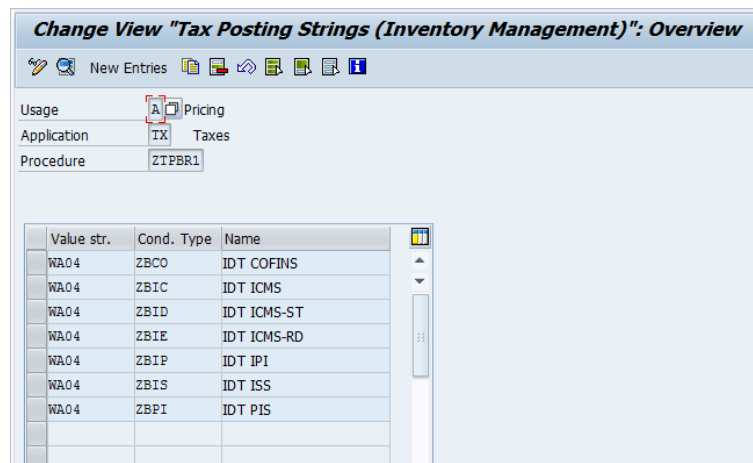 Change View "Tax Posting Strings (Inventory Management)": Overview
New Entries
Usage A Pricing
Application TX Taxes
Procedure ZTPBR1
Value str. Cond. Type Name
WA04 ZBCO IDT COFINS
WA04 ZBIC IDT ICMS
WA04 ZBID IDT ICMS-ST
WA04 ZBIE IDT ICMS-RD
WA04 ZBIP IDT IPI
WA04 ZBIS IDT ISS
WA04 ZBPI IDT PIS